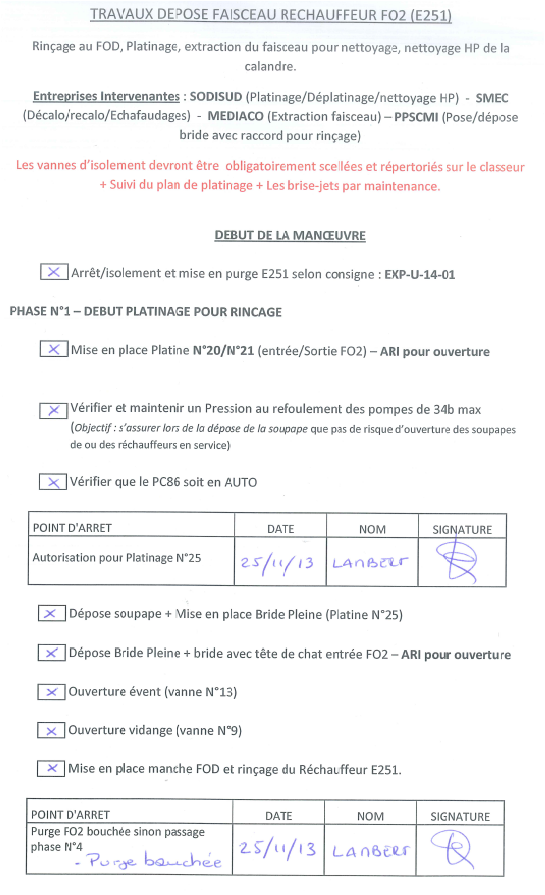 TRAVAUX DEPOSE FAISCEAU RECHAUFFEUR FO2 (E251)
Rinçage au FOD, Platinage, extraction du faisceau pour nettoyage, nettoyage HP de la
calandre.
Entreprises Intervenantes : SODISUD (Platinage/Déplatinage/nettoyage HP) - SMEC
(Décalo/recalo/Echafaudages) - MEDIACO (Extraction faisceau) – PPSCMI (Pose/dépose
bride avec raccord pour rinçage)
Les vannes d'isolement devront être obligatoirement scellées et répertoriés sur le classeur
+ Suivi du plan de platinage + Les brise-jets par maintenance.
DEBUT DE LA MANŒUVRE
Arrêt/isolement et mise en purge E251 selon consigne : EXP-U-14-01
PHASE N°1 – DEBUT PLATINAGE POUR RINCAGE
Mise en place Platine N°20/N°21 (entrée/Sortie FO2) – ARI pour ouverture
Vérifier et maintenir un Pression au refoulement des pompes de 34b max
(Objectif : s'assurer lors de la dépose de la soupape que pas de risque d'ouverture des soupapes
de ou des réchauffeurs en service)
Vérifier que le PC86 soit en AUTO
POINT D'ARRET DATE NOM SIGNATURE
Autorisation pour Platinage N°25 25/11/13 LANBERT
Dépose soupape + Mise en place Bride Pleine (Platine N°25)
Dépose Bride Pleine + bride avec tête de chat entrée FO2 – ARI pour ouverture
Ouverture évent (vanne N°13)
Ouverture vidange (vanne N°9)
Mise en place manche FOD et rinçage du Réchauffeur E251.
POINT D'ARRET DATE NOM SIGNATURE
Purge FO2 bouchée sinon passage
phase N°4 25/11/13 LANBERT
- Purge bouchée